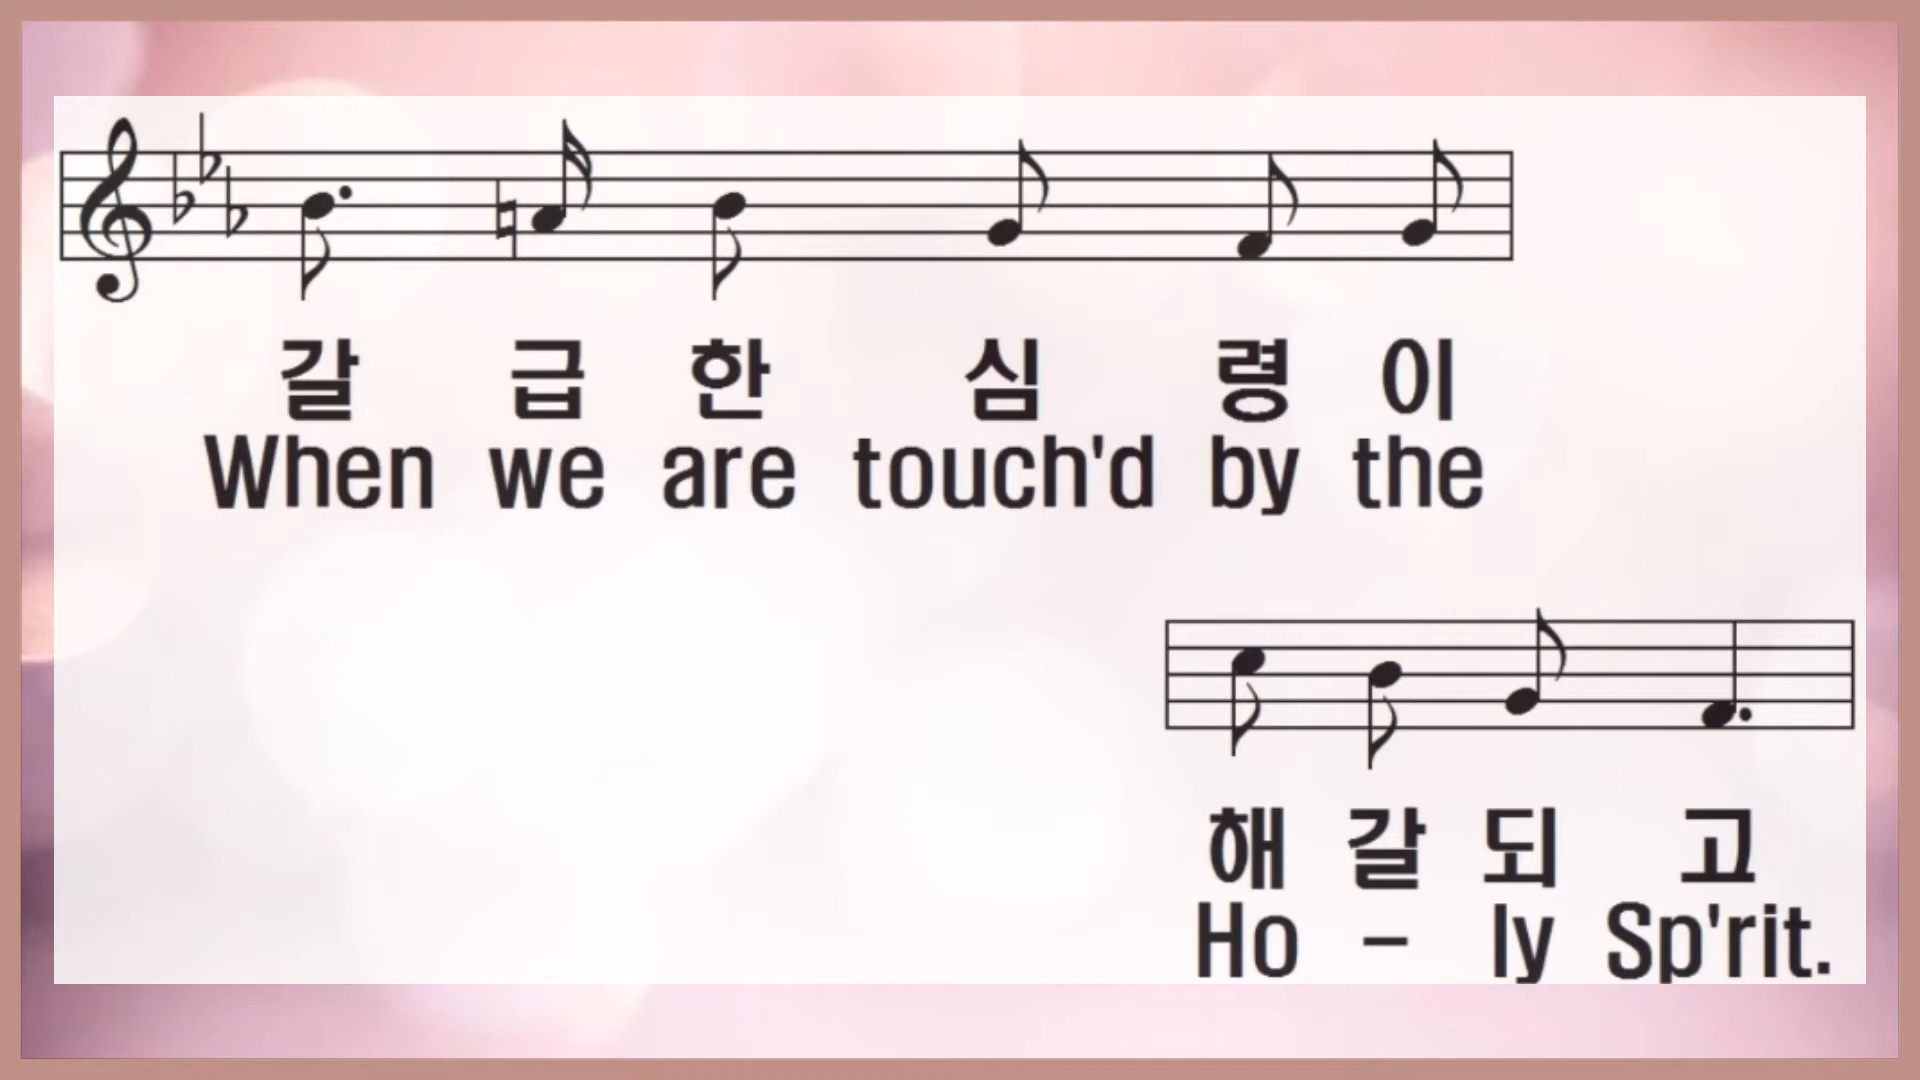 갈 급 한 심 령 이
When we are touch'd by the
해 갈 되 고
Ho - ly Sp'rit.